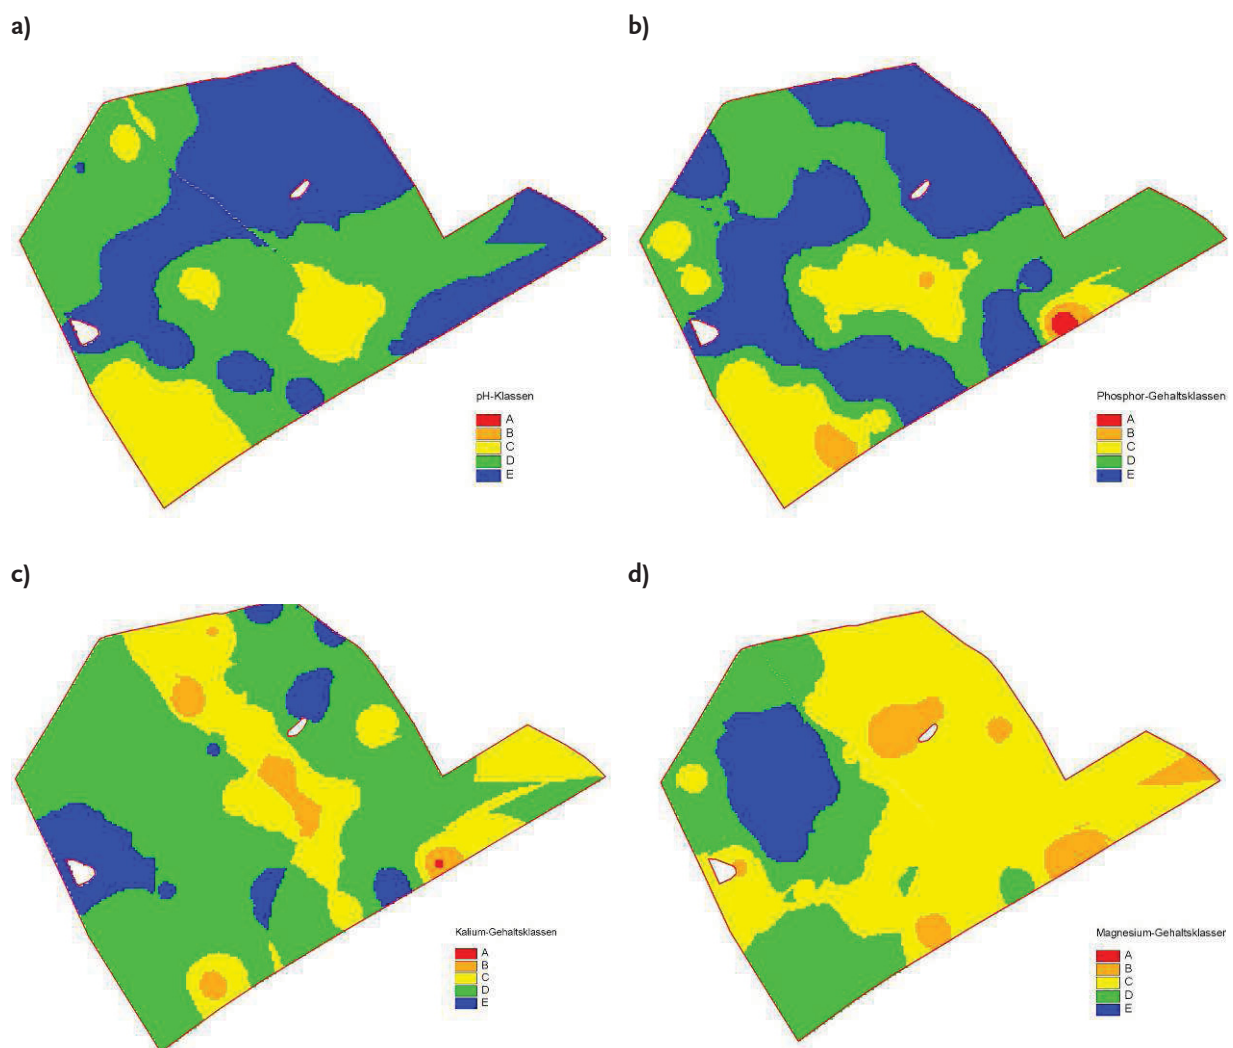 a)
b)
pH-Klassen
A
B
C
D
E
Phosphor-Gehaltsklassen
A
B
C
D
E
c)
d)
Kalium-Gehaltsklassen
A
B
C
D
E
Magnesium-Gehaltsklasser
A
B
C
D
E